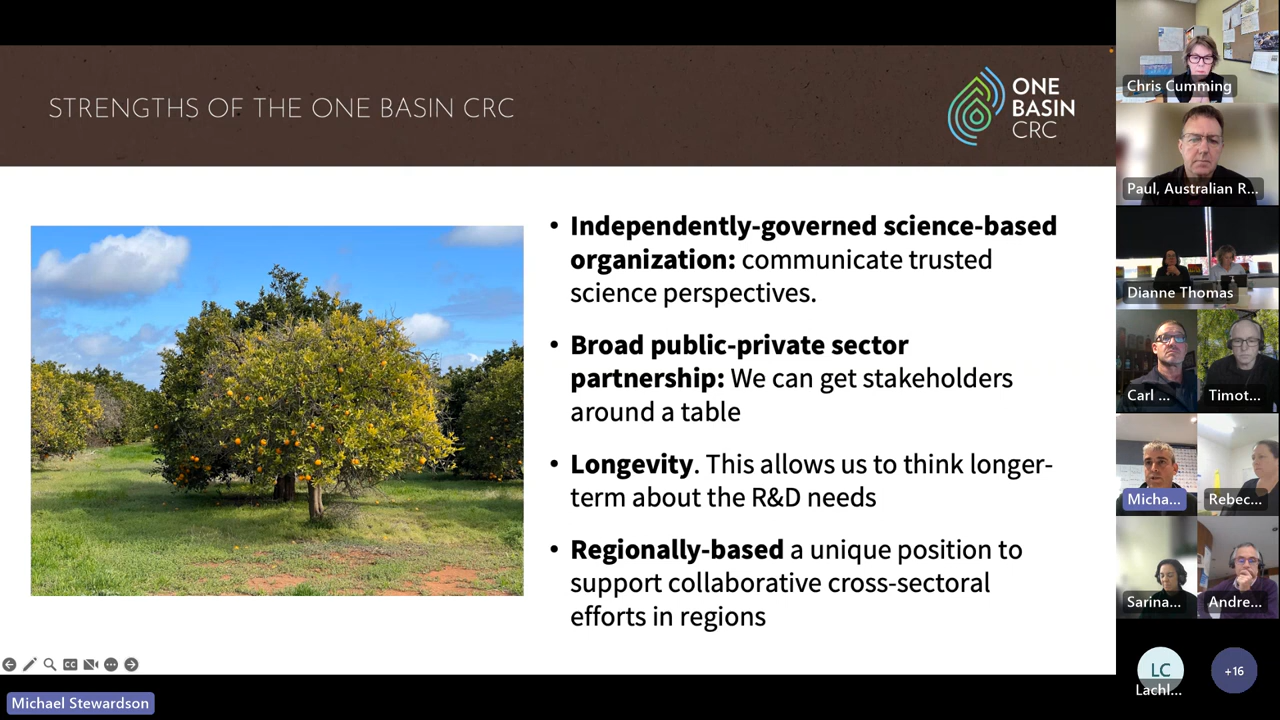 STRENGTHS OF THE ONE BASIN CRC
ONE
BASIN
CRC
• Independently-governed science-based
organization: communicate trusted
science perspectives.
• Broad public-private sector
partnership: We can get stakeholders
around a table
• Longevity. This allows us to think longer-
term about the R&D needs
• Regionally-based a unique position to
support collaborative cross-sectoral
efforts in regions
CC
Michael Stewardson
Chris Cumming
Paul, Australian R...
Dianne Thomas
Carl ...
Timot...
Micha...
Rebec...
Sarina...
Andre...
LC
Lachl...
+16